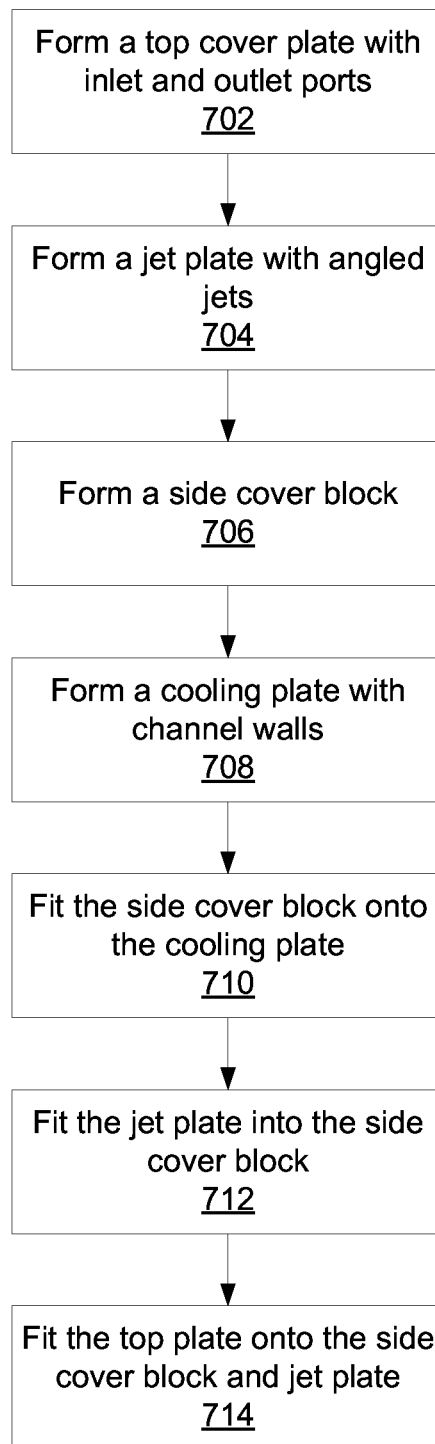 Form a top cover plate with
inlet and outlet ports
702
Form a jet plate with angled
jets
704
Form a side cover block
706
Form a cooling plate with
channel walls
708
Fit the side cover block onto
the cooling plate
710
Fit the jet plate into the side
cover block
712
Fit the top plate onto the side
cover block and jet plate
714